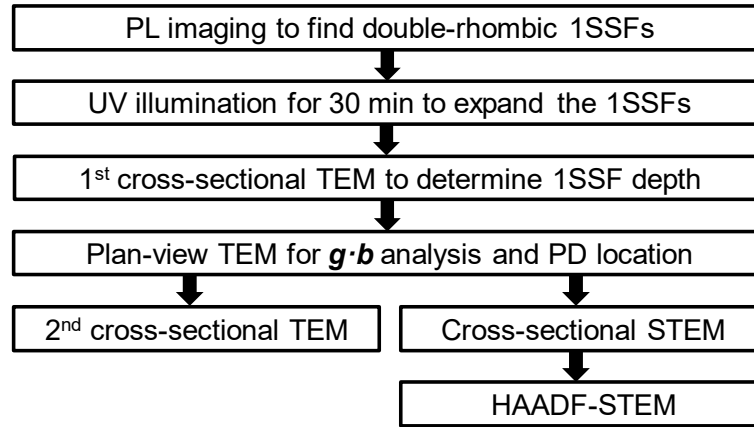 PL imaging to find double-rhombic 1SSFs
UV illumination for 30 min to expand the 1SSFs
1st cross-sectional TEM to determine 1SSF depth
Plan-view TEM for g·b analysis and PD location
2nd cross-sectional TEM
Cross-sectional STEM
HAADF-STEM